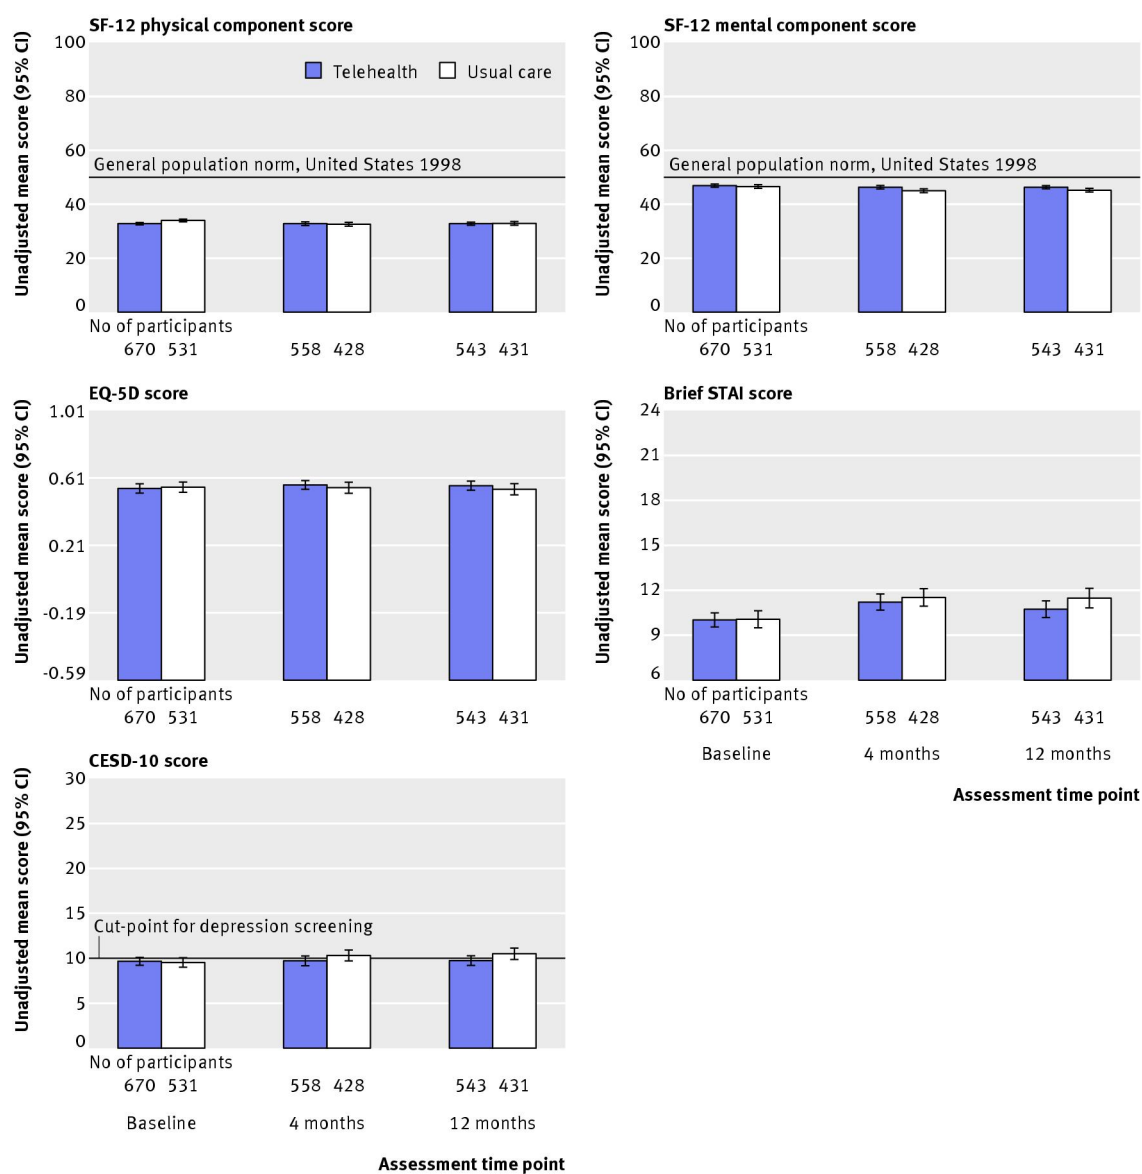 SF-12 physical component score
Unadjusted mean score (95% CI)
100
80
60
40
20
0
Telehealth
Usual care
General population norm, United States 1998
No of participants
670 531 558 428 543 431
SF-12 mental component score
Unadjusted mean score (95% CI)
100
80
60
40
20
0
General population norm, United States 1998
No of participants
670 531 558 428 543 431
EQ-5D score
Unadjusted mean score (95% CI)
1.01
0.61
0.21
-0.19
-0.59
No of participants
670 531 558 428 543 431
Brief STAI score
Unadjusted mean score (95% CI)
24
21
18
15
12
9
6
No of participants
670 531 558 428 543 431
Baseline 4 months 12 months
Assessment time point
CESD-10 score
Unadjusted mean score (95% CI)
30
25
20
15
10
5
0
Cut-point for depression screening
No of participants
670 531 558 428 543 431
Baseline 4 months 12 months
Assessment time point